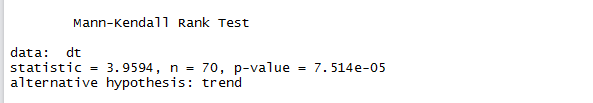 Mann-Kendall Rank Test
data:  dt
statistic = 3.9594, n = 70, p-value = 7.514e-05
alternative hypothesis: trend